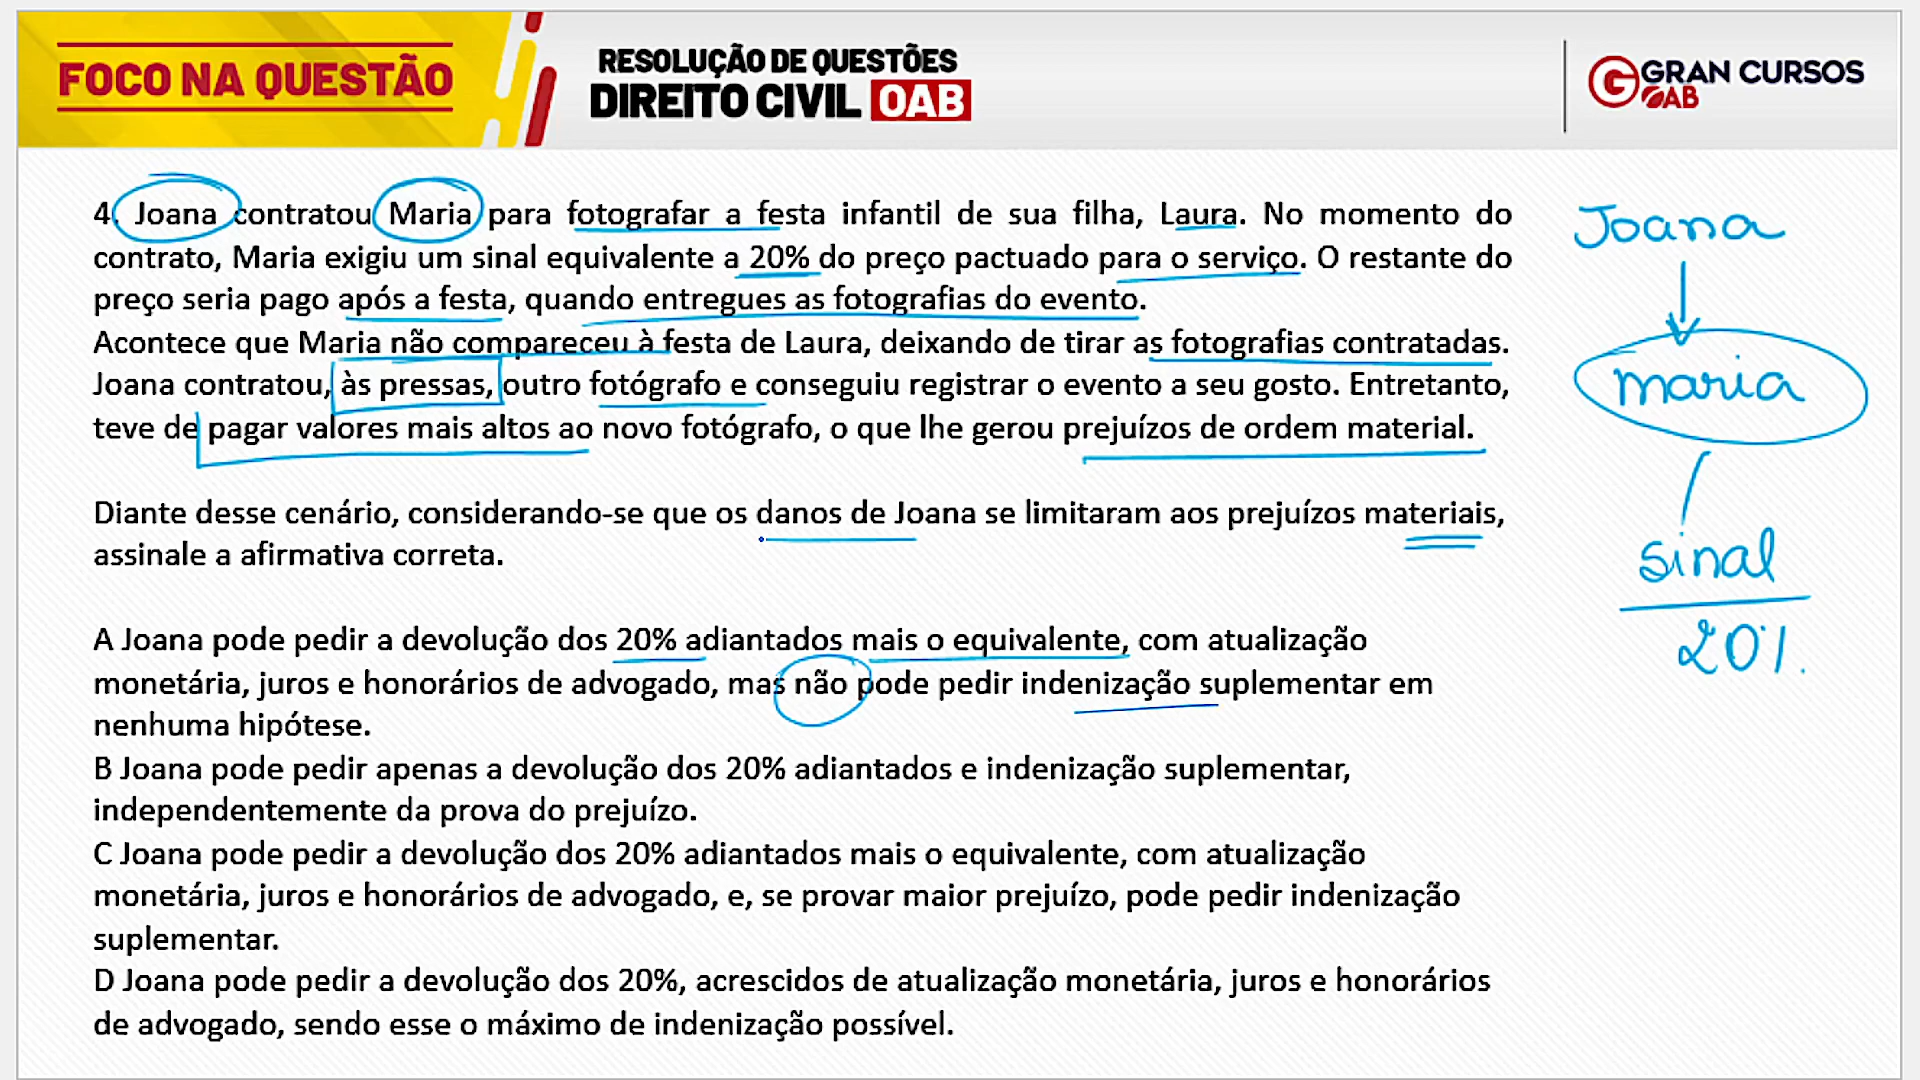 FOCO NA QUESTÃO
RESOLUÇÃO DE QUESTÕES
DIREITO CIVIL OAB
GRAN CURSOS
OAB
4. Joana contratou Maria para fotografar a festa infantil de sua filha, Laura. No momento do
contrato, Maria exigiu um sinal equivalente a 20% do preço pactuado para o serviço. O restante do
preço seria pago após a festa, quando entregues as fotografias do evento.
Acontece que Maria não compareceu à festa de Laura, deixando de tirar as fotografias contratadas.
Joana contratou, às pressas, outro fotógrafo e conseguiu registrar o evento a seu gosto. Entretanto,
teve de pagar valores mais altos ao novo fotógrafo, o que lhe gerou prejuízos de ordem material.
Diante desse cenário, considerando-se que os danos de Joana se limitaram aos prejuízos materiais,
assinale a afirmativa correta.
A Joana pode pedir a devolução dos 20% adiantados mais o equivalente, com atualização
monetária, juros e honorários de advogado, mas não pode pedir indenização suplementar em
nenhuma hipótese.
B Joana pode pedir apenas a devolução dos 20% adiantados e indenização suplementar,
independentemente da prova do prejuízo.
C Joana pode pedir a devolução dos 20% adiantados mais o equivalente, com atualização
monetária, juros e honorários de advogado, e, se provar maior prejuízo, pode pedir indenização
suplementar.
D Joana pode pedir a devolução dos 20%, acrescidos de atualização monetária, juros e honorários
de advogado, sendo esse o máximo de indenização possível.
Joana
maria
sinal
20%.